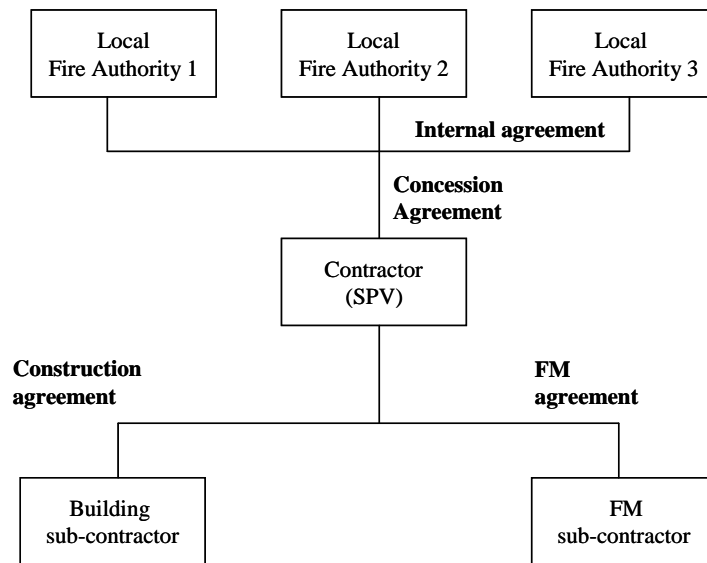 Local
Fire Authority 1
Local
Fire Authority 2
Local
Fire Authority 3
Internal agreement
Concession
Agreement
Contractor
(SPV)
Construction
agreement
FM
agreement
Building
sub-contractor
FM
sub-contractor